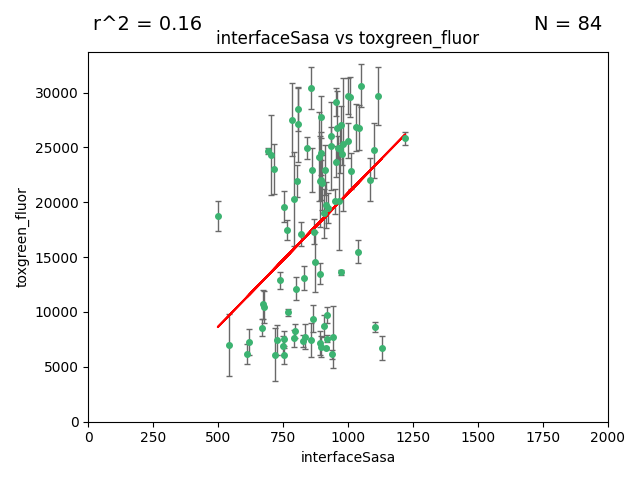 r^2 = 0.16 N = 84
interfaceSasa vs toxgreen_fluor
toxgreen_fluor
30000
25000
20000
15000
10000
5000
0
0 250 500 750 1000 1250 1500 1750 2000
interfaceSasa